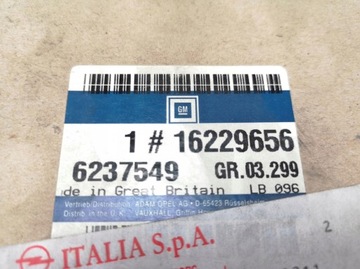 GM
1 # 16229656
6237549 GR.03.299
de in Great Britain LB 096
Vertrieb/Distribution: ADAM OPEL AG · D-65423 Rüsselsheim
Distrib. in the U.K.: VAUXHALL, Griffin
2
ITALIA S.p.A.